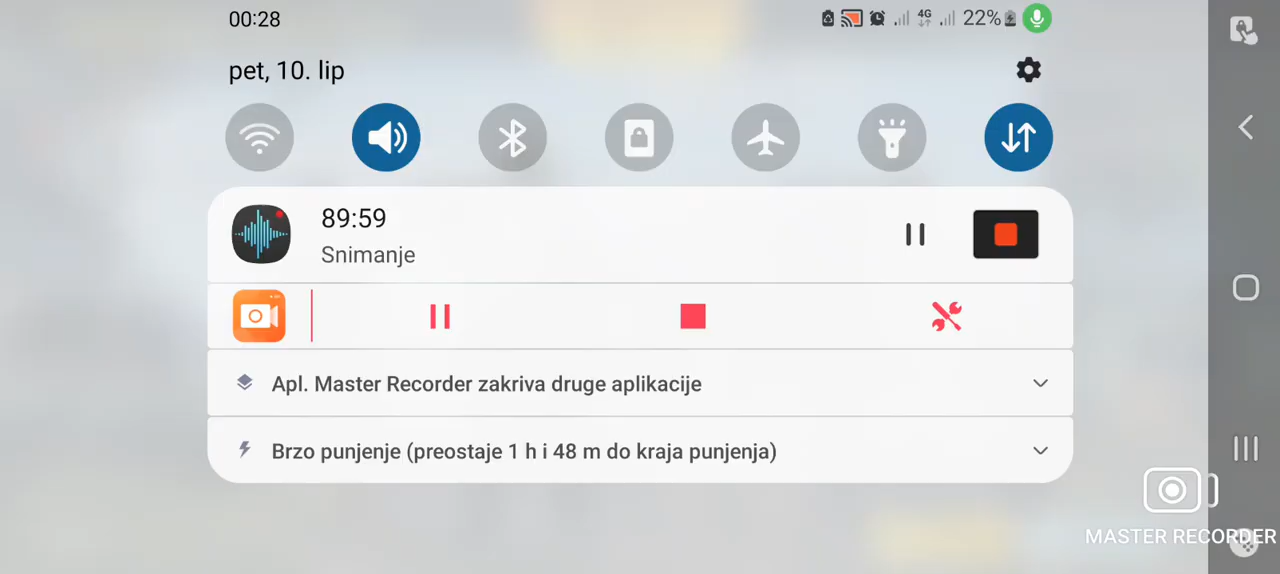 00:28
4G
22%
pet, 10. lip
89:59
Snimanje
Apl. Master Recorder zakriva druge aplikacije
Brzo punjenje (preostaje 1 h i 48 m do kraja punjenja)
MASTER RECORDER